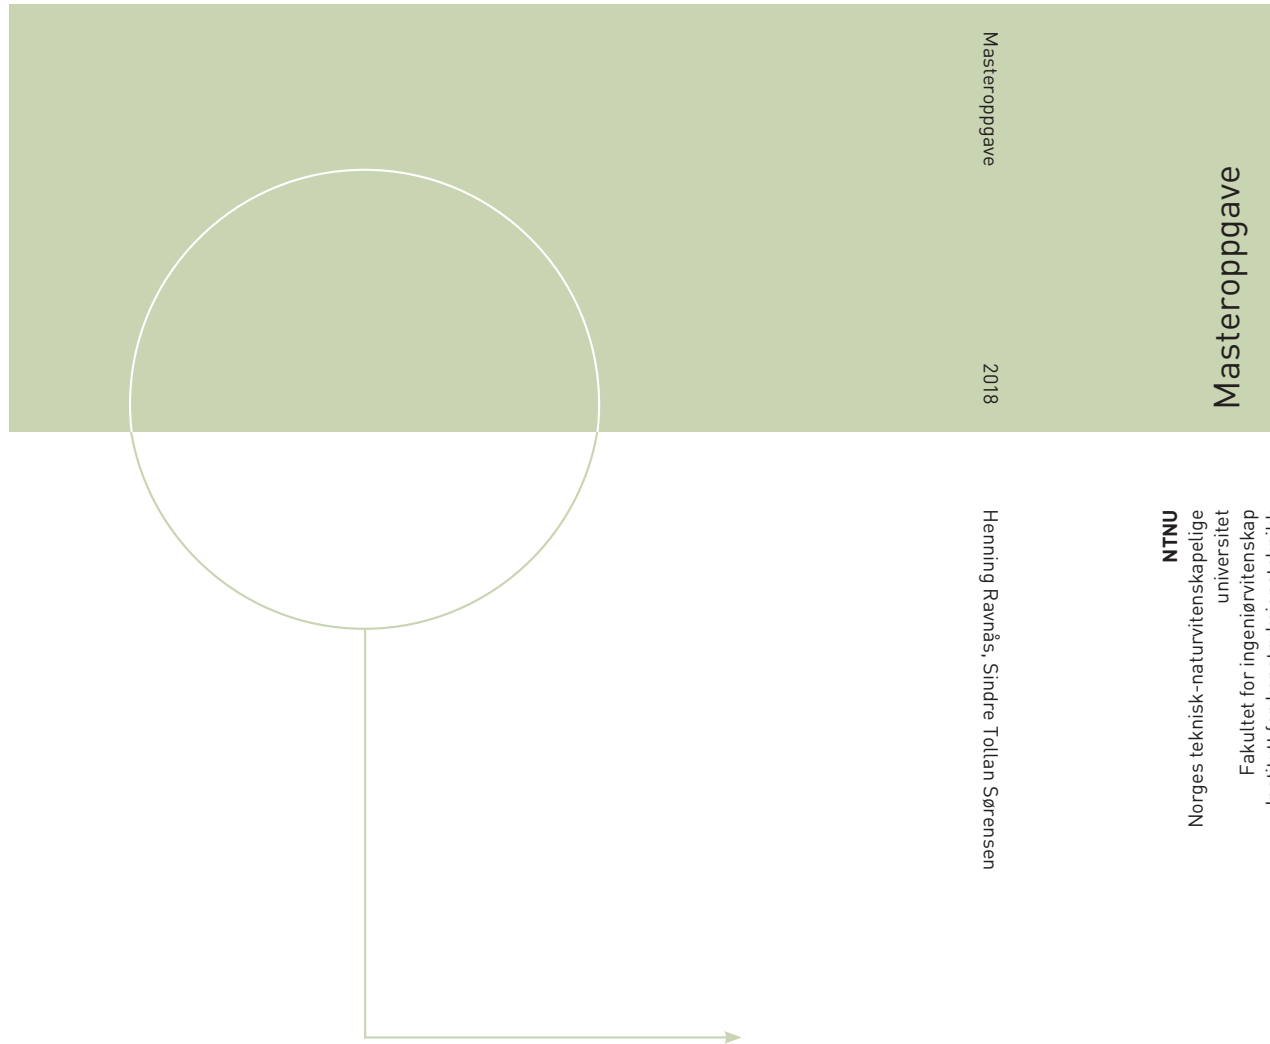 Masteroppgave
2018
Henning Ravnås, Sindre Tollan Sørensen
Masteroppgave
NTNU
Norges teknisk-naturvitenskapelige
universitet
Fakultet for ingeniørvitenskap